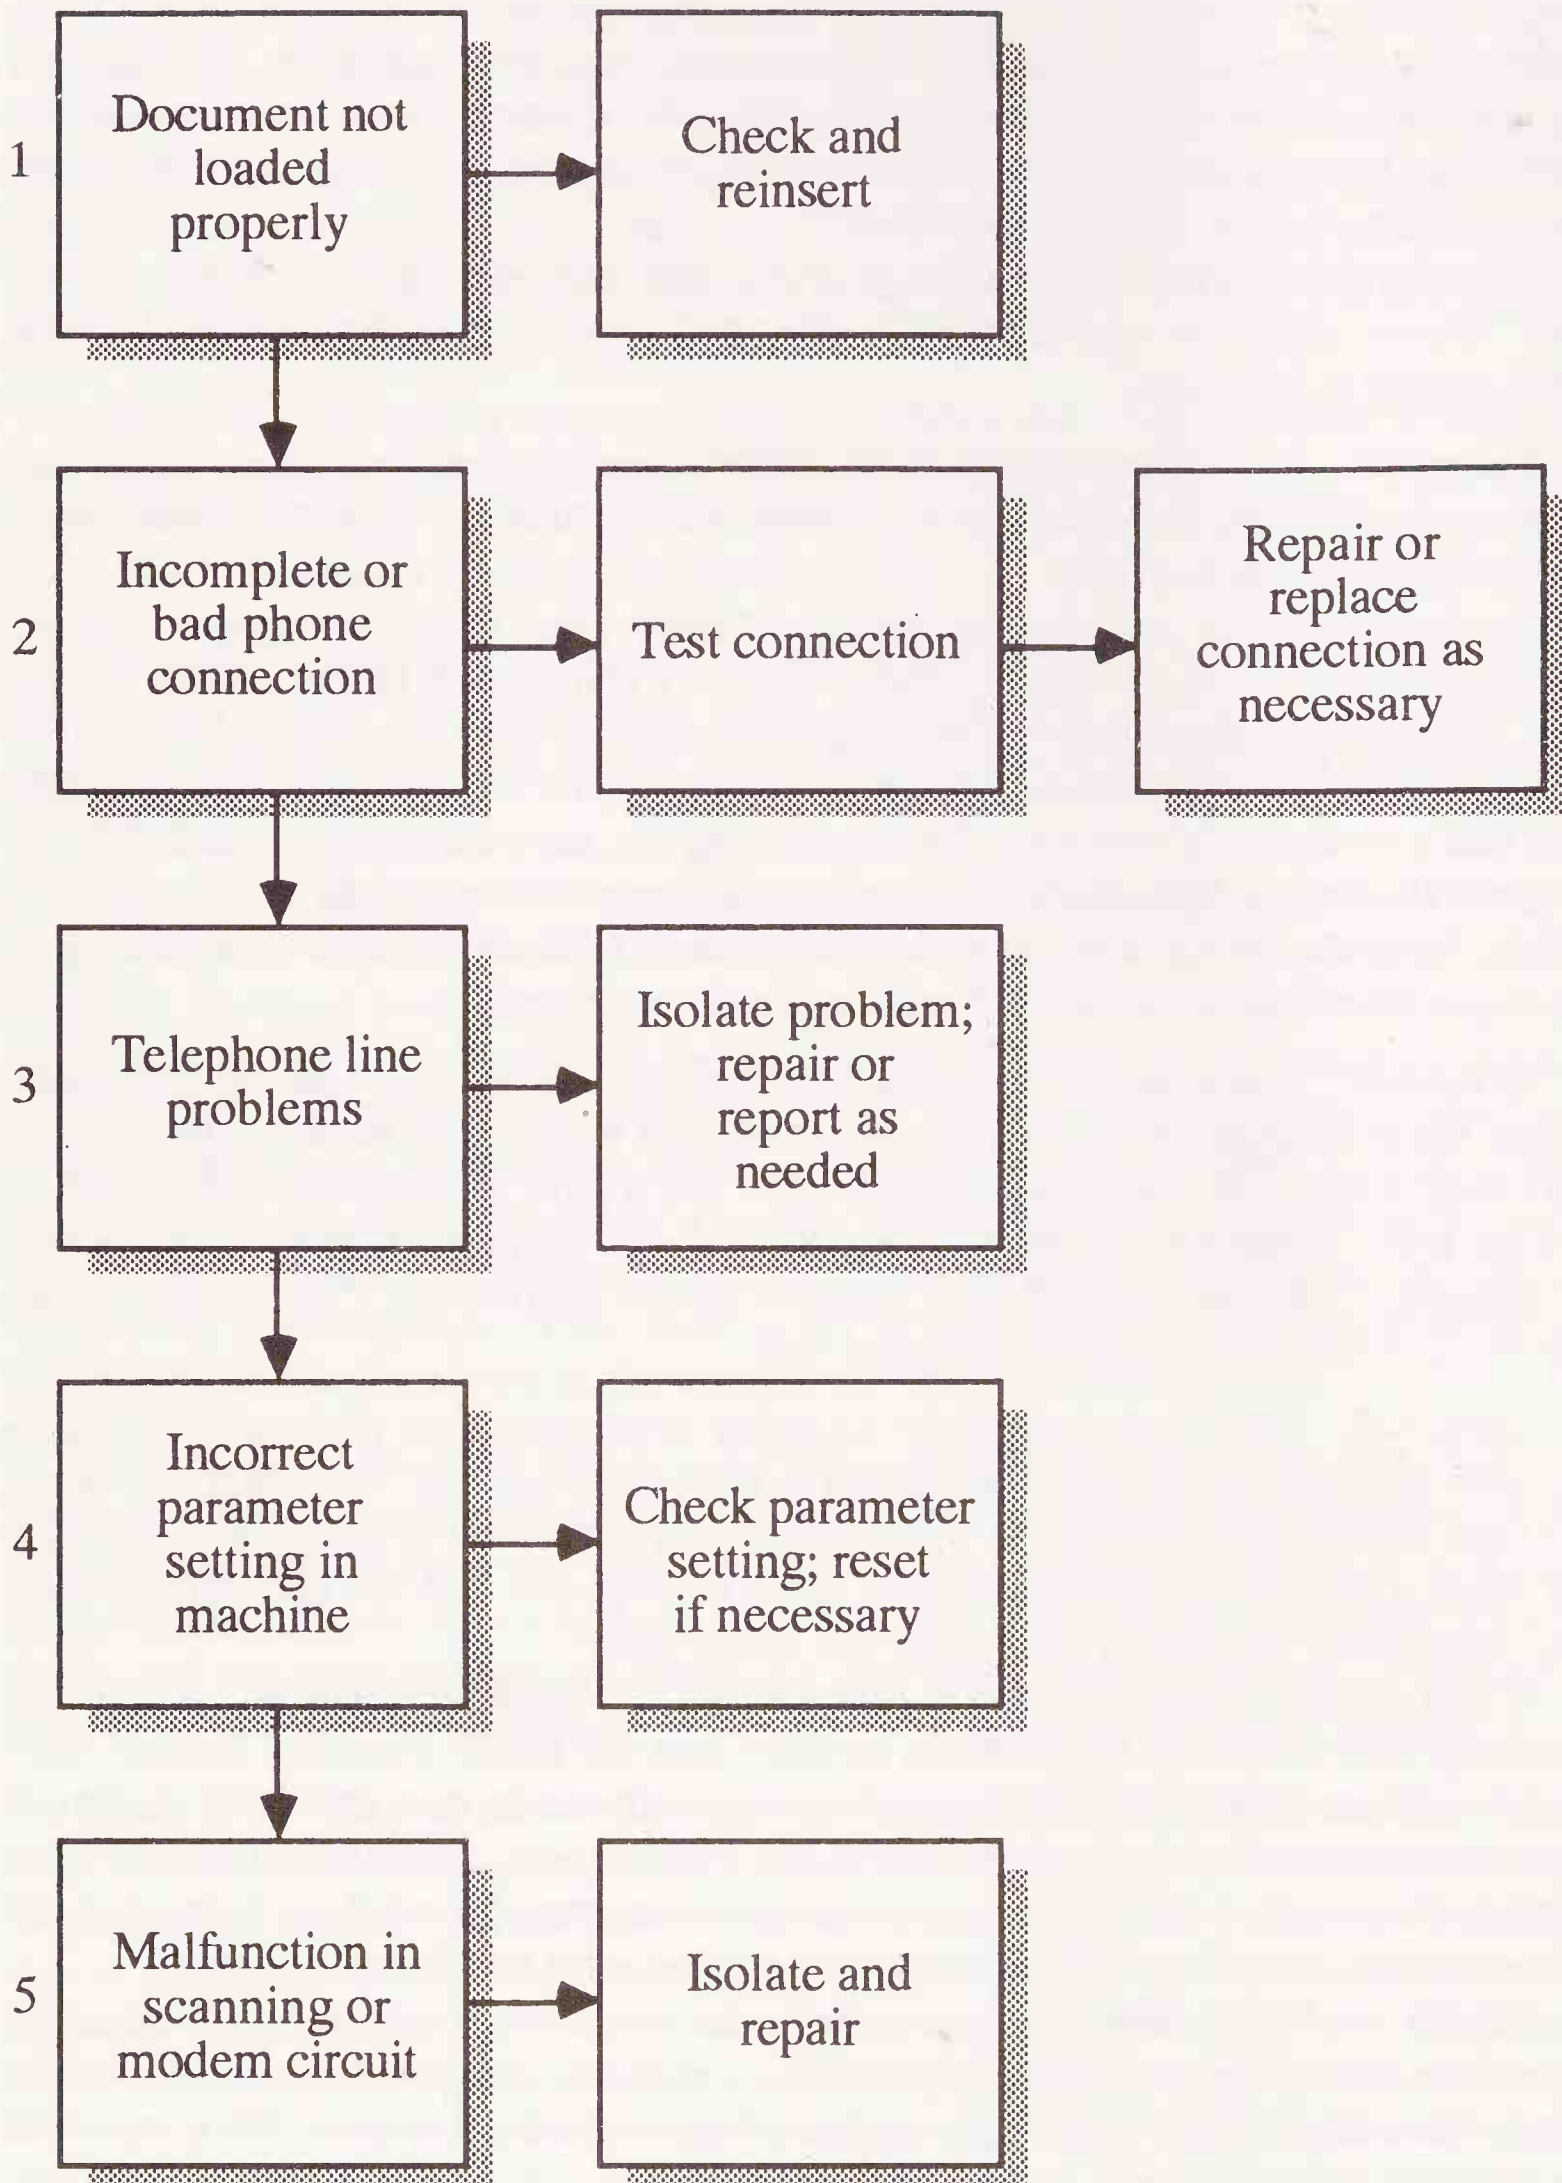 1
Document not
loaded
properly
Check and
reinsert
2
Incomplete or
bad phone
connection
Test connection
Repair or
replace
connection as
necessary
3
Telephone line
problems
Isolate problem;
repair or
report as
needed
4
Incorrect
parameter
setting in
machine
Check parameter
setting; reset
if necessary
5
Malfunction in
scanning or
modem circuit
Isolate and
repair